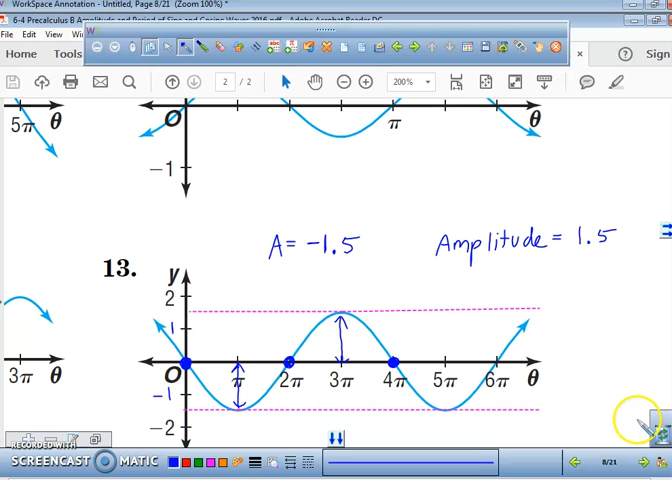 WorkSpace Annotation - Untitled, Page 8/21 (Zoom 100%) *
6-4 Precalculus B Amplitude and Period of Sine and Cosine Waves 2016.pdf - Adobe Acrobat Reader DC
File Edit View
Tools
Sign
2 / 2
200%
5π θ
O π θ
−1
A = −1.5 Amplitude = 1.5
13.
y
2
1
3π θ
O π 2π 3π 4π 5π 6π θ
−1
−2
RECORDED WITH
SCREENCAST MATIC
8/21